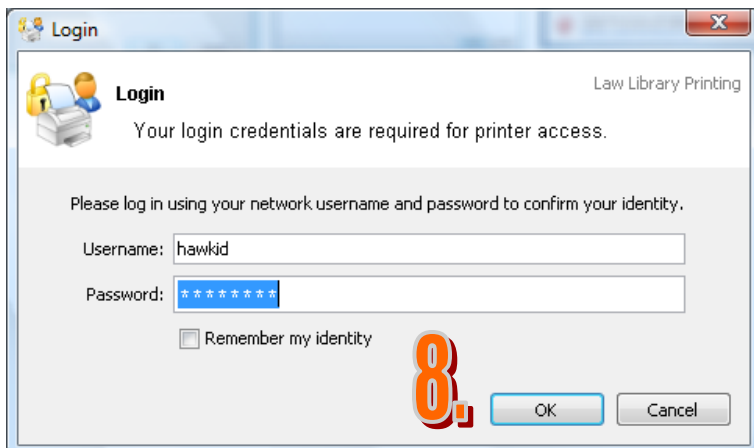 Login
Login
Law Library Printing
Your login credentials are required for printer access.
Please log in using your network username and password to confirm your identity.
Username: hawkid
Password: ********
Remember my identity
8.
OK Cancel